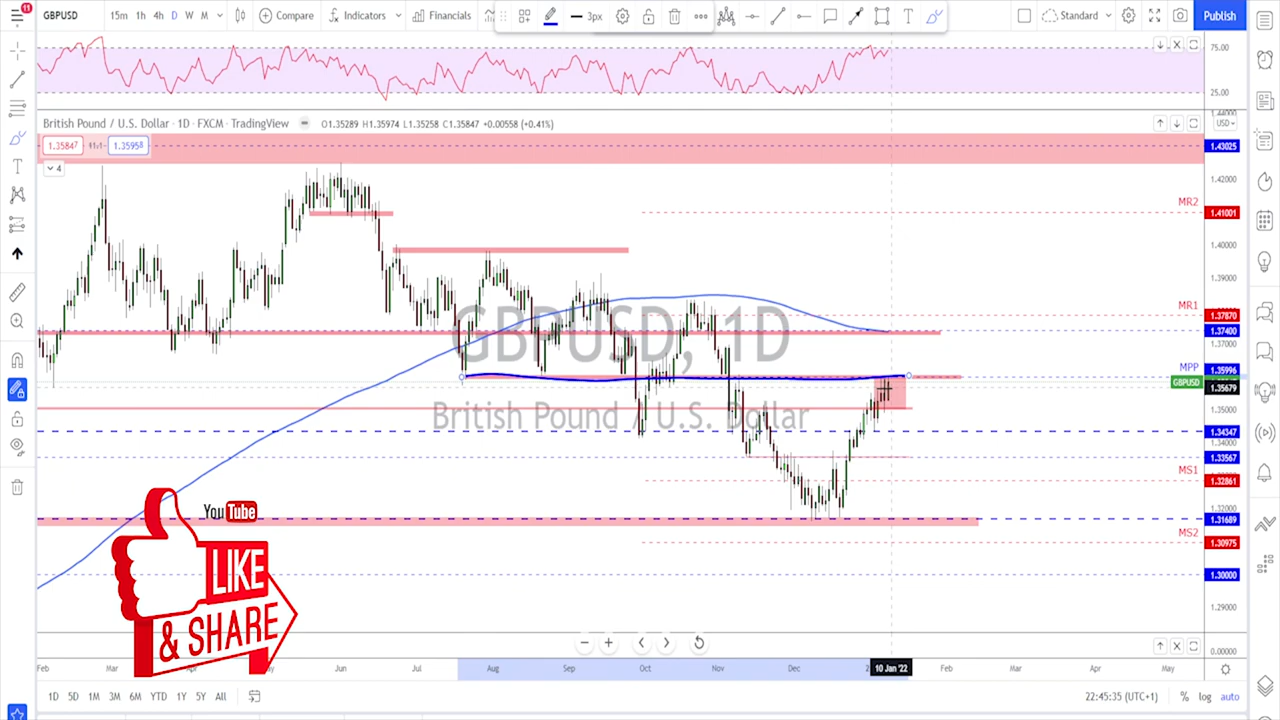 11
GBPUSD
15m 1h 4h D W M
Compare
Indicators
Financials
3px
Standard
Publish
75.00
25.00
British Pound / U.S. Dollar · 1D · FXCM · TradingView
O1.35289 H1.35974 L1.35258 C1.35847 +0.00558 (+0.41%)
USD
1.35847
11.1
1.35958
4
1.43025
1.42000
MR2
1.41001
1.40000
1.39000
MR1
1.37870
1.37400
1.37000
GBPUSD, 1D
MPP
1.35996
GBPUSD
1.35679
1.35000
British Pound / U.S. Dollar
1.34347
1.34000
1.33567
MS1
1.32861
1.32000
1.31689
MS2
1.30975
1.30000
1.29000
YouTube
LIKE
& SHARE
0.00000
Feb Mar Jun Jul Aug Sep Oct Nov Dec 10 Jan '22 Feb Mar Apr May
1D 5D 1M 3M 6M YTD 1Y 5Y All
22:45:35 (UTC+1)
% log auto